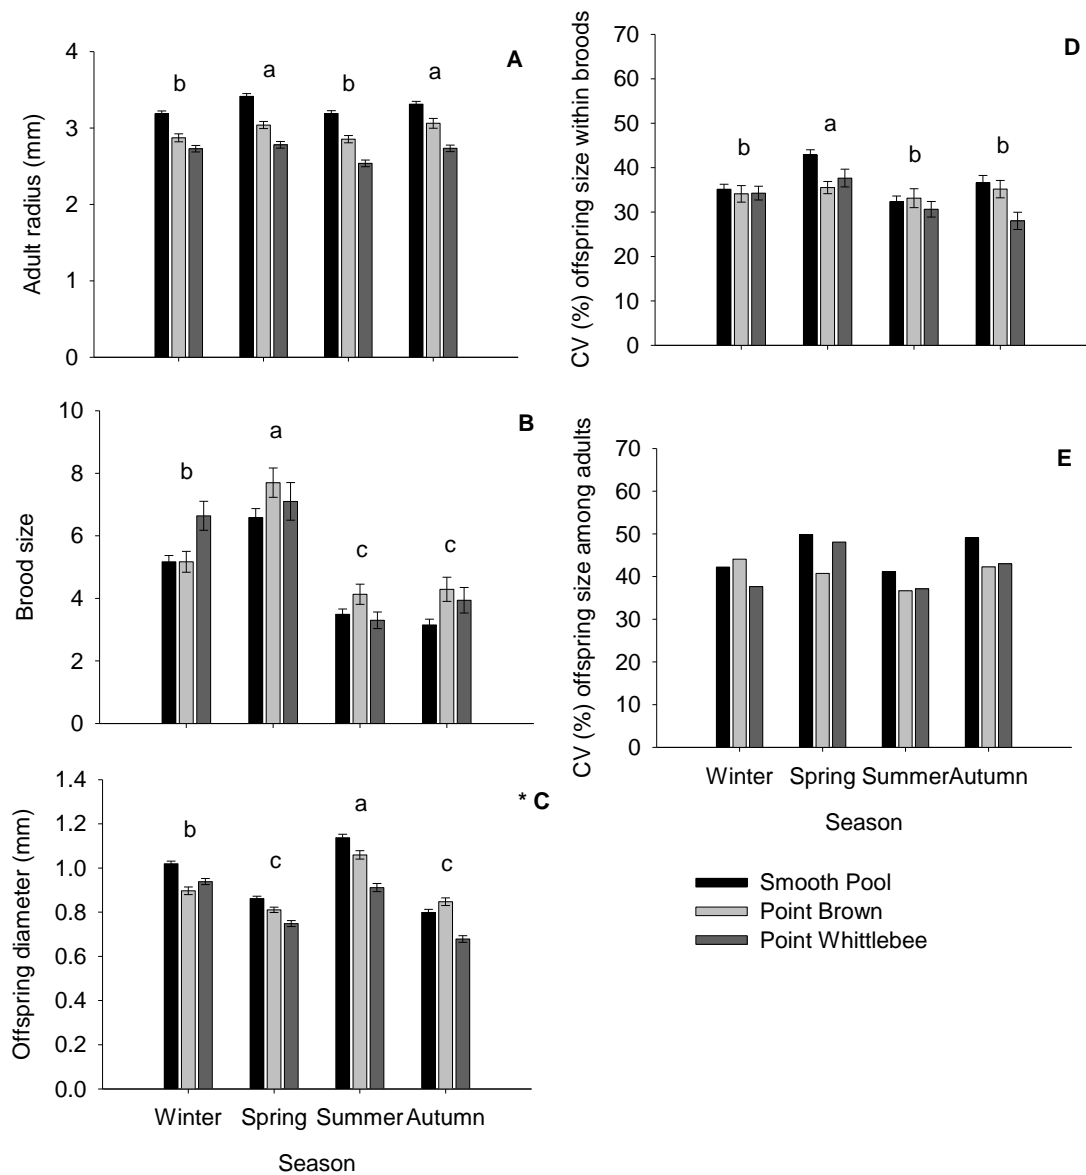 A
Adult radius (mm)
4
3
2
1
0
b
a
b
a
B
Brood size
10
8
6
4
2
0
b
a
c
c
* C
Offspring diameter (mm)
1.4
1.2
1.0
0.8
0.6
0.4
0.2
0.0
b
c
a
c
Winter Spring Summer Autumn
Season
D
CV (%) offspring size within broods
70
60
50
40
30
20
10
0
b
a
b
b
E
CV (%) offspring size among adults
70
60
50
40
30
20
10
0
Winter Spring Summer Autumn
Season
Smooth Pool
Point Brown
Point Whittlebee